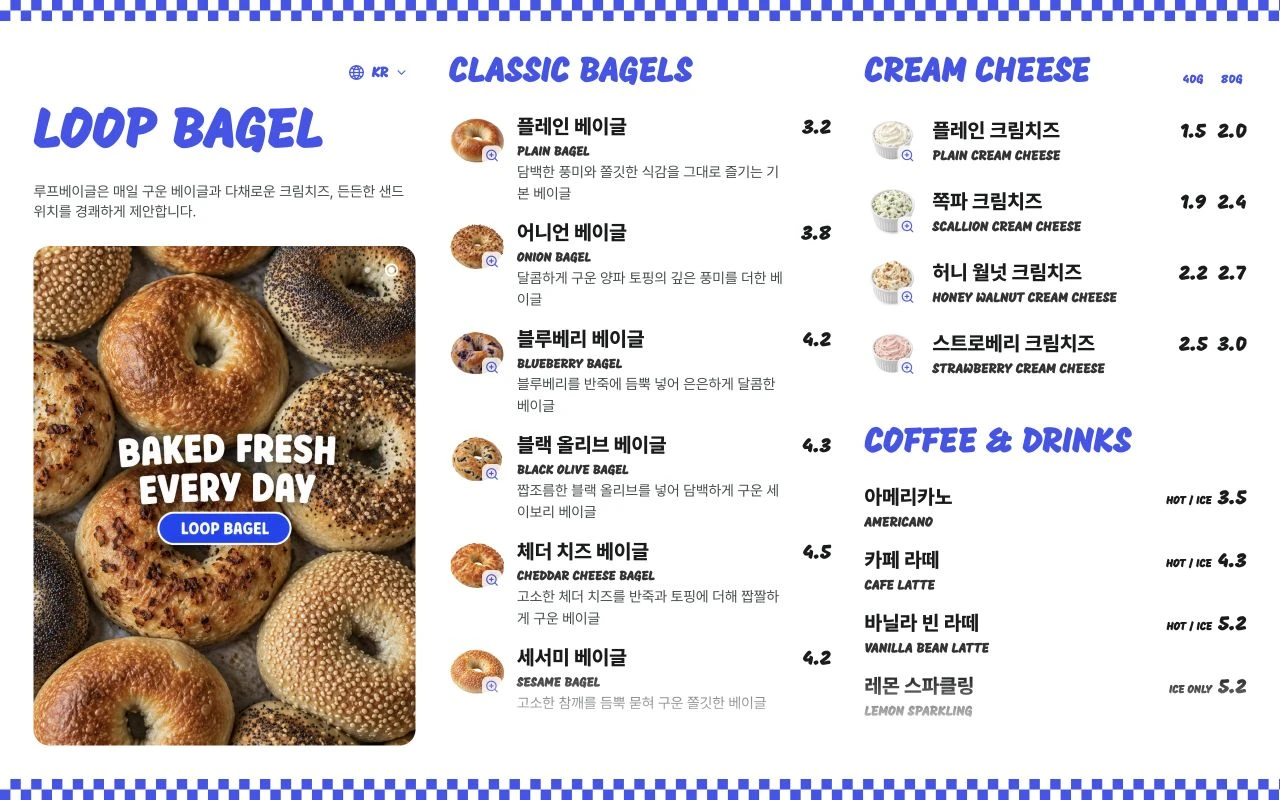 KR
LOOP BAGEL
루프베이글은 매일 구운 베이글과 다채로운 크림치즈, 든든한 샌드
위치를 경쾌하게 제안합니다.
BAKED FRESH
EVERY DAY
LOOP BAGEL
CLASSIC BAGELS
플레인 베이글 3.2
PLAIN BAGEL
담백한 풍미와 쫄깃한 식감을 그대로 즐기는 기
본 베이글
어니언 베이글 3.8
ONION BAGEL
달콤하게 구운 양파 토핑의 깊은 풍미를 더한 베
이글
블루베리 베이글 4.2
BLUEBERRY BAGEL
블루베리를 반죽에 듬뿍 넣어 은은하게 달콤한
베이글
블랙 올리브 베이글 4.3
BLACK OLIVE BAGEL
짭조름한 블랙 올리브를 넣어 담백하게 구운 세
이보리 베이글
체더 치즈 베이글 4.5
CHEDDAR CHEESE BAGEL
고소한 체더 치즈를 반죽과 토핑에 더해 짭짤하
게 구운 베이글
세서미 베이글 4.2
SESAME BAGEL
고소한 참깨를 듬뿍 묻혀 구운 쫄깃한 베이글
CREAM CHEESE 40G 80G
플레인 크림치즈 1.5 2.0
PLAIN CREAM CHEESE
쪽파 크림치즈 1.9 2.4
SCALLION CREAM CHEESE
허니 월넛 크림치즈 2.2 2.7
HONEY WALNUT CREAM CHEESE
스트로베리 크림치즈 2.5 3.0
STRAWBERRY CREAM CHEESE
COFFEE & DRINKS
아메리카노 HOT / ICE 3.5
AMERICANO
카페 라떼 HOT / ICE 4.3
CAFE LATTE
바닐라 빈 라떼 HOT / ICE 5.2
VANILLA BEAN LATTE
레몬 스파클링 ICE ONLY 5.2
LEMON SPARKLING